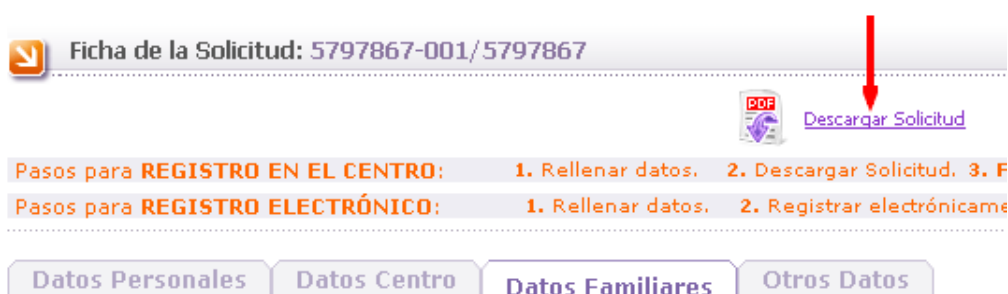 Ficha de la Solicitud: 5797867-001/5797867
PDF
Descargar Solicitud
Pasos para REGISTRO EN EL CENTRO: 1. Rellenar datos. 2. Descargar Solicitud. 3.
Pasos para REGISTRO ELECTRÓNICO: 1. Rellenar datos. 2. Registrar
Datos Personales Datos Centro Datos Familiares Otros Datos